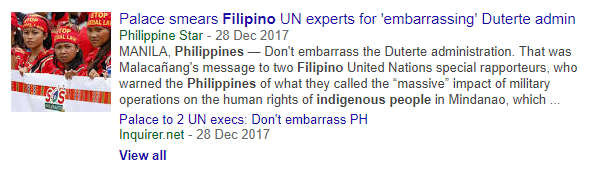 Palace smears Filipino UN experts for 'embarrassing' Duterte admin
Philippine Star - 28 Dec 2017
MANILA, Philippines — Don't embarrass the Duterte administration. That was
Malacañang's message to two Filipino United Nations special rapporteurs, who
warned the Philippines of what they called the “massive” impact of military
operations on the human rights of indigenous people in Mindanao, which ...
Palace to 2 UN execs: Don't embarrass PH
Inquirer.net - 28 Dec 2017
View all